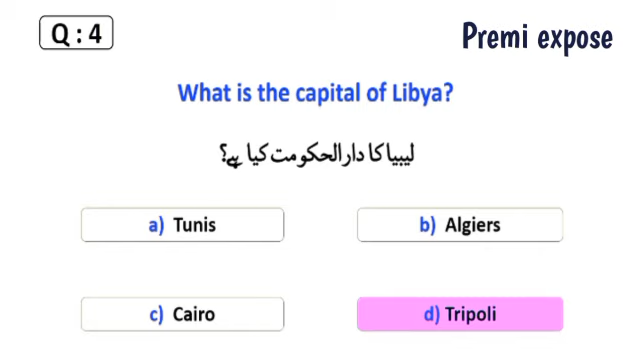 Q : 4
Premi expose
What is the capital of Libya?
لیبیا کا دارالحکومت کیا ہے؟
a) Tunis
b) Algiers
c) Cairo
d) Tripoli